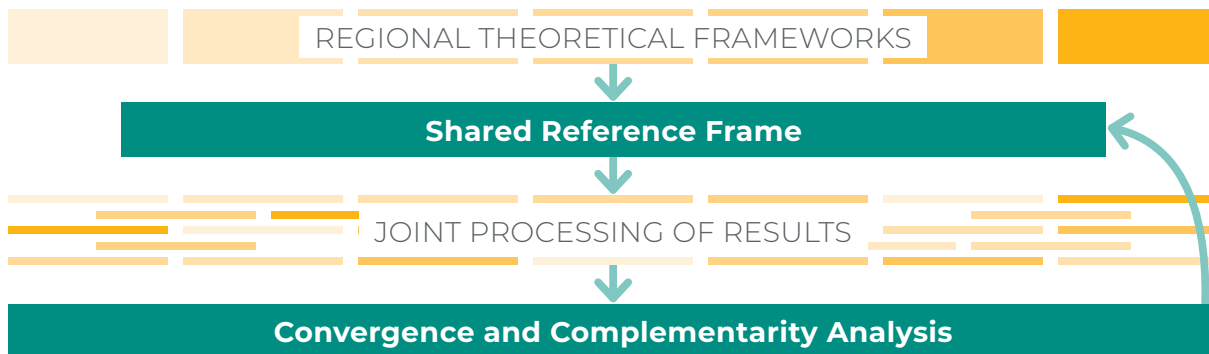 REGIONAL THEORETICAL FRAMEWORKS
Shared Reference Frame
JOINT PROCESSING OF RESULTS
Convergence and Complementarity Analysis